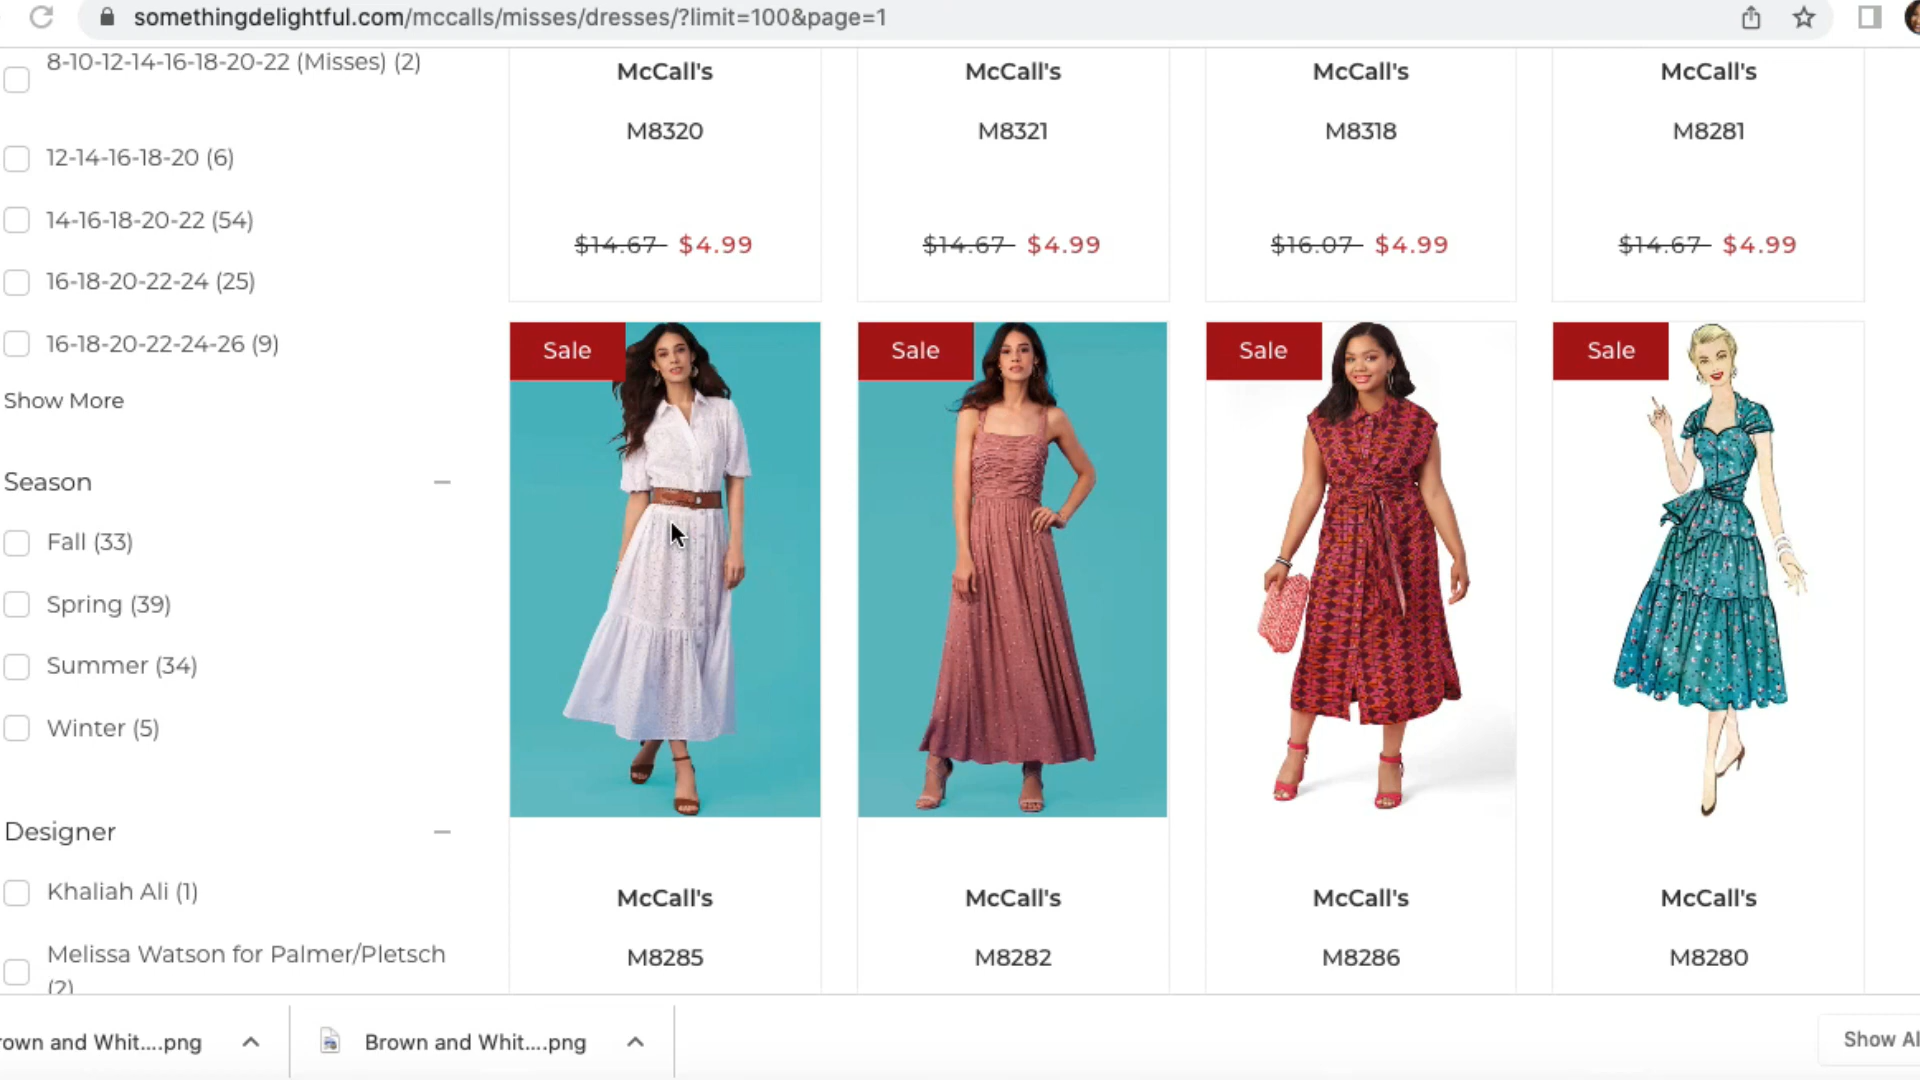 somethingdelightful.com/mccalls/misses/dresses/?limit=100&page=1
8-10-12-14-16-18-20-22 (Misses) (2)
12-14-16-18-20 (6)
14-16-18-20-22 (54)
16-18-20-22-24 (25)
16-18-20-22-24-26 (9)
Show More
Season
Fall (33)
Spring (39)
Summer (34)
Winter (5)
Designer
Khaliah Ali (1)
Melissa Watson for Palmer/Pletsch
(2)
McCall's
M8320
$14.67 $4.99
McCall's
M8321
$14.67 $4.99
McCall's
M8318
$16.07 $4.99
McCall's
M8281
$14.67 $4.99
Sale
McCall's
M8285
Sale
McCall's
M8282
Sale
McCall's
M8286
Sale
McCall's
M8280
rown and Whit....png
Brown and Whit....png
Show Al